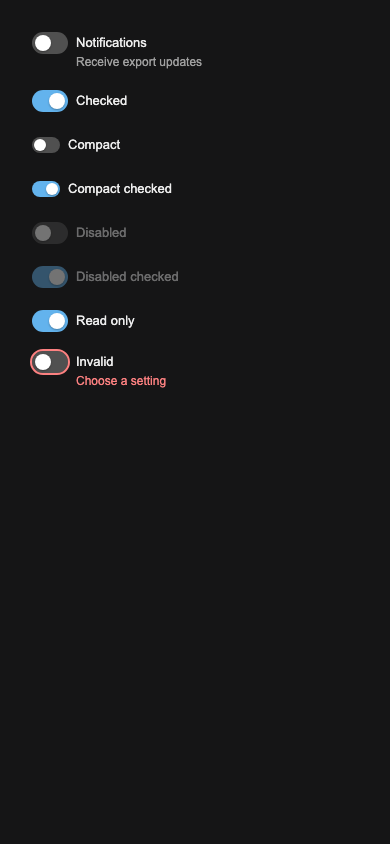 Notifications
Receive export updates
Checked
Compact
Compact checked
Disabled
Disabled checked
Read only
Invalid
Choose a setting